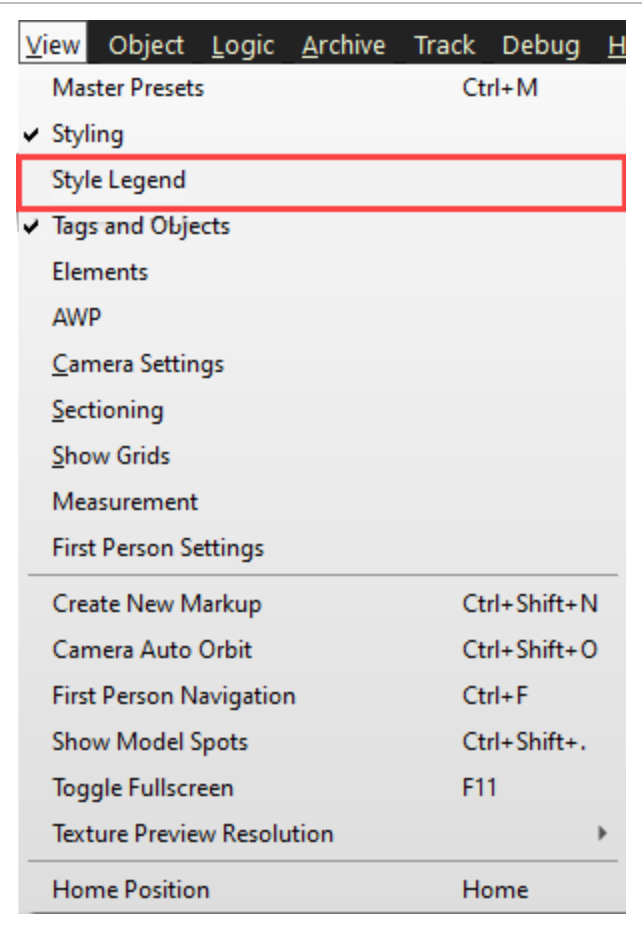 View Object Logic Archive Track Debug H
Master Presets Ctrl+M
Styling
Style Legend
Tags and Objects
Elements
AWP
Camera Settings
Sectioning
Show Grids
Measurement
First Person Settings
Create New Markup Ctrl+Shift+N
Camera Auto Orbit Ctrl+Shift+O
First Person Navigation Ctrl+F
Show Model Spots Ctrl+Shift+.
Toggle Fullscreen F11
Texture Preview Resolution
Home Position Home